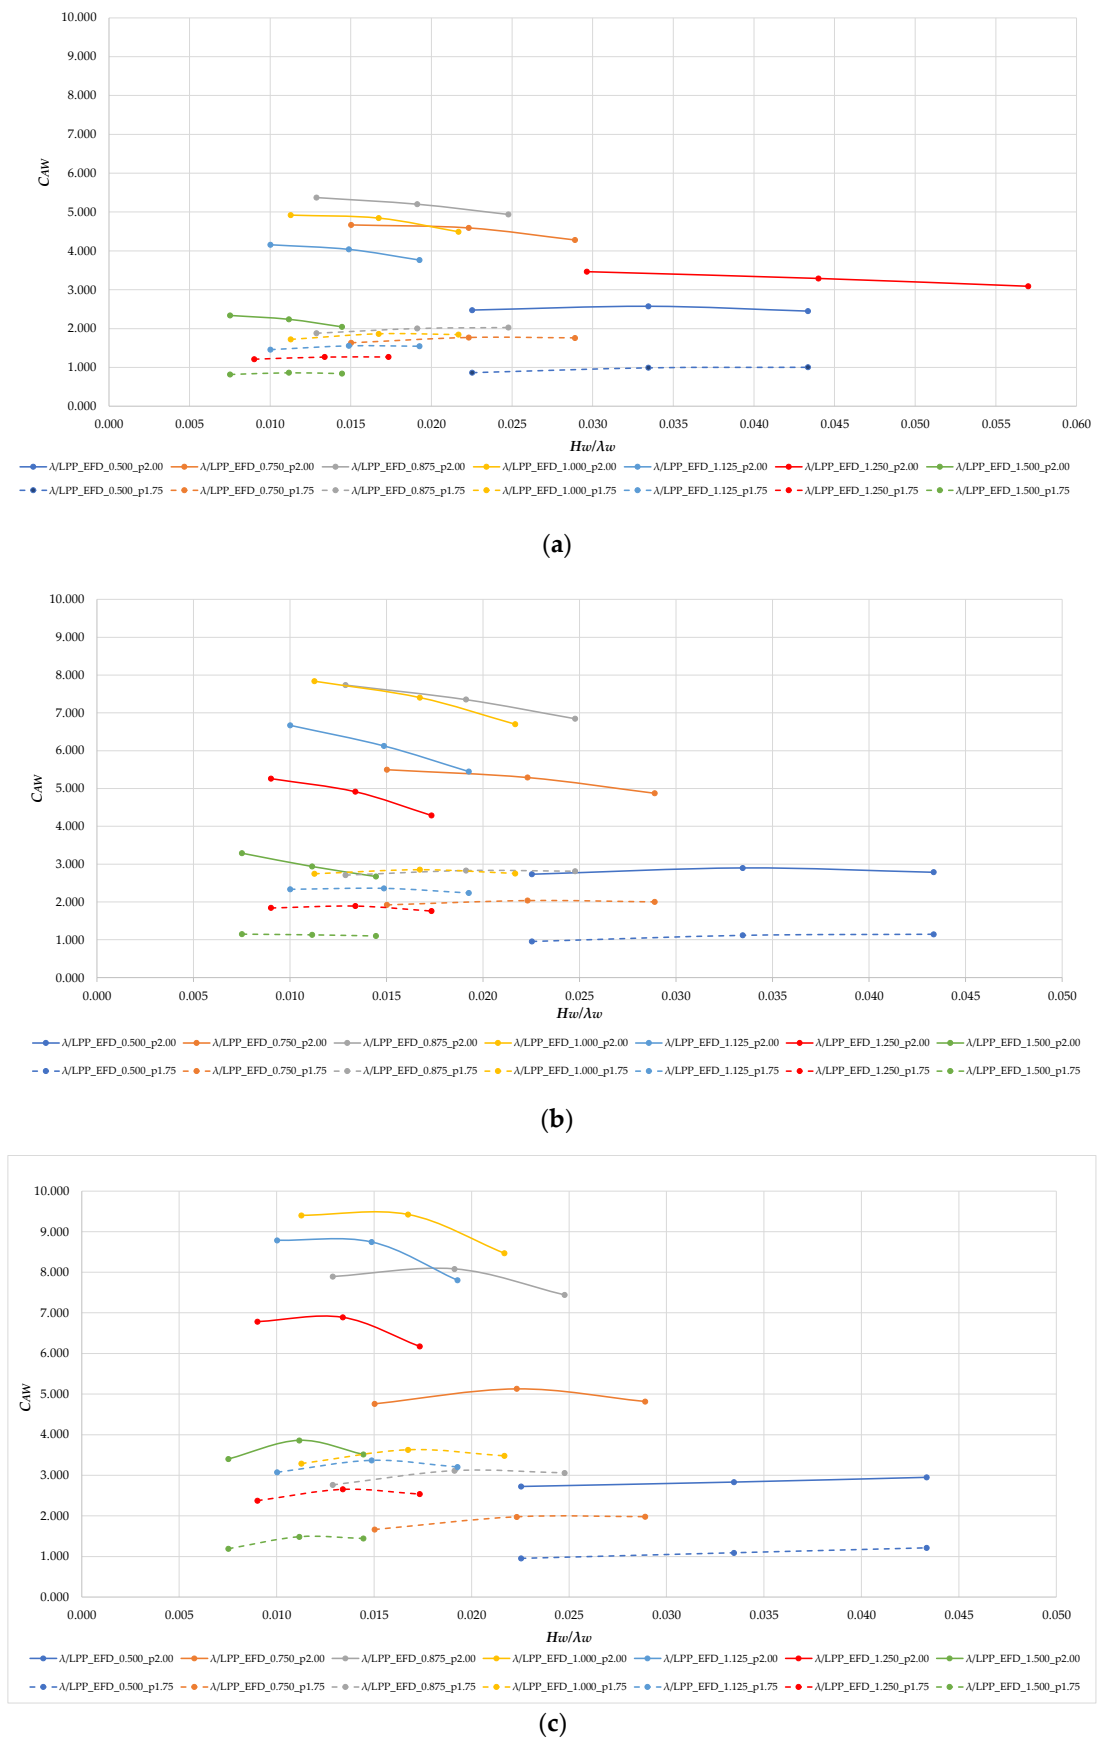 10.000
9.000
8.000
7.000
6.000
5.000
4.000
3.000
2.000
1.000
0.000
CAW
0.000 0.005 0.010 0.015 0.020 0.025 0.030 0.035 0.040 0.045 0.050 0.055 0.060
Hw/λw
λ/LPP_EFD_0.500_p2.00 λ/LPP_EFD_0.750_p2.00 λ/LPP_EFD_0.875_p2.00 λ/LPP_EFD_1.000_p2.00 λ/LPP_EFD_1.125_p2.00 λ/LPP_EFD_1.250_p2.00 λ/LPP_EFD_1.500_p2.00
λ/LPP_EFD_0.500_p1.75 λ/LPP_EFD_0.750_p1.75 λ/LPP_EFD_0.875_p1.75 λ/LPP_EFD_1.000_p1.75 λ/LPP_EFD_1.125_p1.75 λ/LPP_EFD_1.250_p1.75 λ/LPP_EFD_1.500_p1.75
(a)
10.000
9.000
8.000
7.000
6.000
5.000
4.000
3.000
2.000
1.000
0.000
CAW
0.000 0.005 0.010 0.015 0.020 0.025 0.030 0.035 0.040 0.045 0.050
Hw/λw
λ/LPP_EFD_0.500_p2.00 λ/LPP_EFD_0.750_p2.00 λ/LPP_EFD_0.875_p2.00 λ/LPP_EFD_1.000_p2.00 λ/LPP_EFD_1.125_p2.00 λ/LPP_EFD_1.250_p2.00 λ/LPP_EFD_1.500_p2.00
λ/LPP_EFD_0.500_p1.75 λ/LPP_EFD_0.750_p1.75 λ/LPP_EFD_0.875_p1.75 λ/LPP_EFD_1.000_p1.75 λ/LPP_EFD_1.125_p1.75 λ/LPP_EFD_1.250_p1.75 λ/LPP_EFD_1.500_p1.75
(b)
10.000
9.000
8.000
7.000
6.000
5.000
4.000
3.000
2.000
1.000
0.000
CAW
0.000 0.005 0.010 0.015 0.020 0.025 0.030 0.035 0.040 0.045 0.050
Hw/λw
λ/LPP_EFD_0.500_p2.00 λ/LPP_EFD_0.750_p2.00 λ/LPP_EFD_0.875_p2.00 λ/LPP_EFD_1.000_p2.00 λ/LPP_EFD_1.125_p2.00 λ/LPP_EFD_1.250_p2.00 λ/LPP_EFD_1.500_p2.00
λ/LPP_EFD_0.500_p1.75 λ/LPP_EFD_0.750_p1.75 λ/LPP_EFD_0.875_p1.75 λ/LPP_EFD_1.000_p1.75 λ/LPP_EFD_1.125_p1.75 λ/LPP_EFD_1.250_p1.75 λ/LPP_EFD_1.500_p1.75
(c)